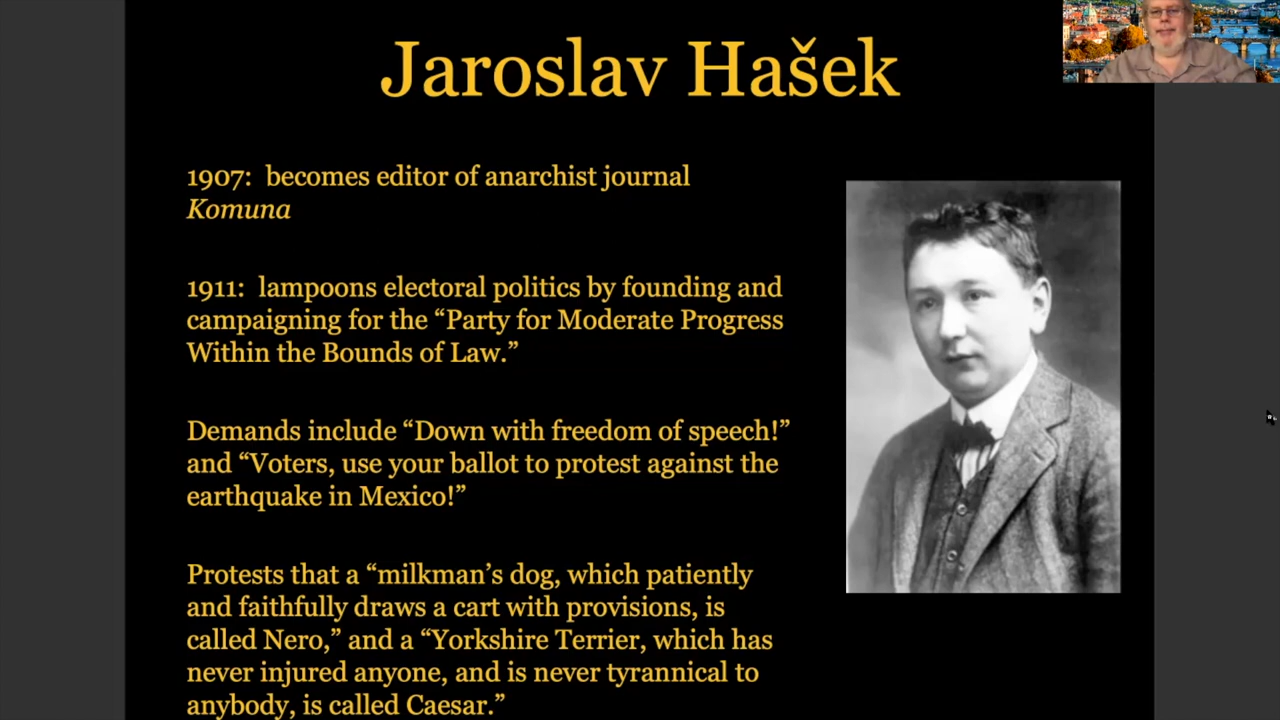 Jaroslav Hašek
1907:  becomes editor of anarchist journal
Komuna
1911:  lampoons electoral politics by founding and
campaigning for the “Party for Moderate Progress
Within the Bounds of Law.”
Demands include “Down with freedom of speech!”
and “Voters, use your ballot to protest against the
earthquake in Mexico!”
Protests that a “milkman’s dog, which patiently
and faithfully draws a cart with provisions, is
called Nero,” and a “Yorkshire Terrier, which has
never injured anyone, and is never tyrannical to
anybody, is called Caesar.”